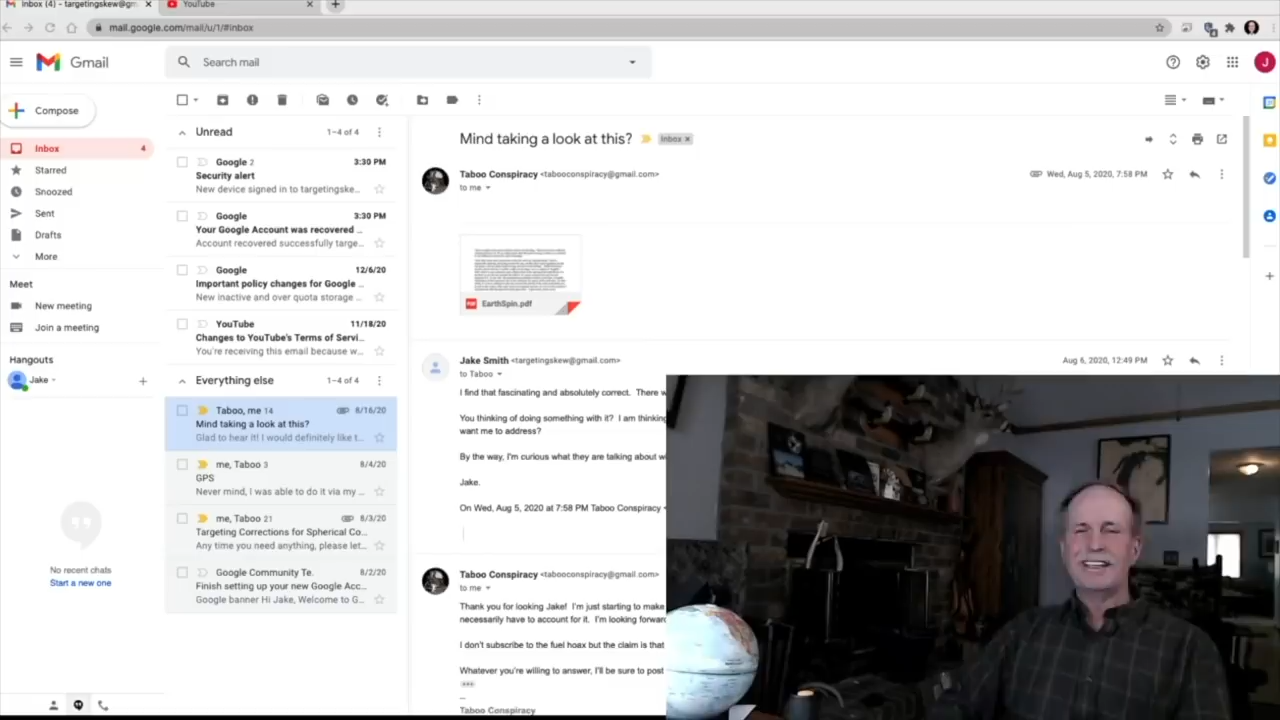 Inbox (4) - targetingskew@gm
YouTube
mail.google.com/mail/u/1/#inbox
Gmail
Search mail
J
Compose
Inbox 4
Starred
Snoozed
Sent
Drafts
More
Meet
New meeting
Join a meeting
Hangouts
Jake
No recent chats
Start a new one
Unread 1–4 of 4
Google 2 3:30 PM
Security alert
New device signed in to targetingske...
Google 3:30 PM
Your Google Account was recovered ...
Account recovered successfully targe...
Google 12/6/20
Important policy changes for Google ...
New inactive and over quota storage ...
YouTube 11/18/20
Changes to YouTube's Terms of Servi...
You're receiving this email because w...
Everything else 1–4 of 4
Taboo, me 14 8/16/20
Mind taking a look at this?
Glad to hear it! I would definitely like t...
me, Taboo 3 8/4/20
GPS
Never mind, I was able to do it via my ...
me, Taboo 21 8/3/20
Targeting Corrections for Spherical Co...
Any time you need anything, please let...
Google Community Te. 8/2/20
Finish setting up your new Google Acc...
Google banner Hi Jake, Welcome to G...
Mind taking a look at this? Inbox x
Taboo Conspiracy <tabooconspiracy@gmail.com> Wed, Aug 5, 2020, 7:58 PM
to me
PDF EarthSpin.pdf
Jake Smith <targetingskew@gmail.com> Aug 6, 2020, 12:49 PM
to Taboo
I find that fascinating and absolutely correct. There w
You thinking of doing something with it? I am thinking
want me to address?
By the way, I'm curious what they are talking about w
Jake.
On Wed, Aug 5, 2020 at 7:58 PM Taboo Conspiracy <
Taboo Conspiracy <tabooconspiracy@gmail.com>
to me
Thank you for looking Jake! I'm just starting to make
necessarily have to account for it. I'm looking forward
I don't subscribe to the fuel hoax but the claim is that
Whatever you're willing to answer, I'll be sure to post
--
Taboo Conspiracy